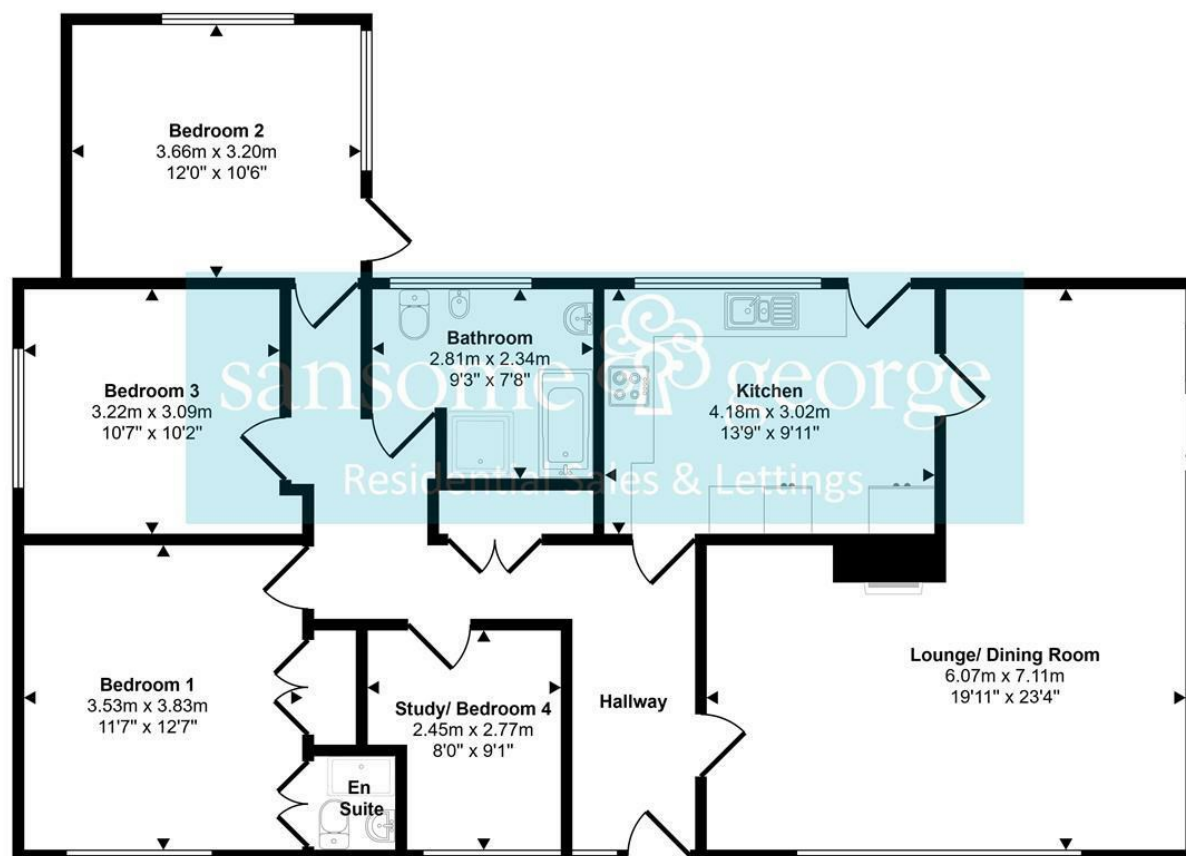 Bedroom 2
3.66m x 3.20m
12'0" x 10'6"
Bathroom
2.81m x 2.34m
9'3" x 7'8"
Bedroom 3
3.22m x 3.09m
10'7" x 10'2"
Kitchen
4.18m x 3.02m
13'9" x 9'11"
sansome george
Residential Sales & Lettings
Bedroom 1
3.53m x 3.83m
11'7" x 12'7"
Study/ Bedroom 4
2.45m x 2.77m
8'0" x 9'1"
Hallway
Lounge/ Dining Room
6.07m x 7.11m
19'11" x 23'4"
En
Suite